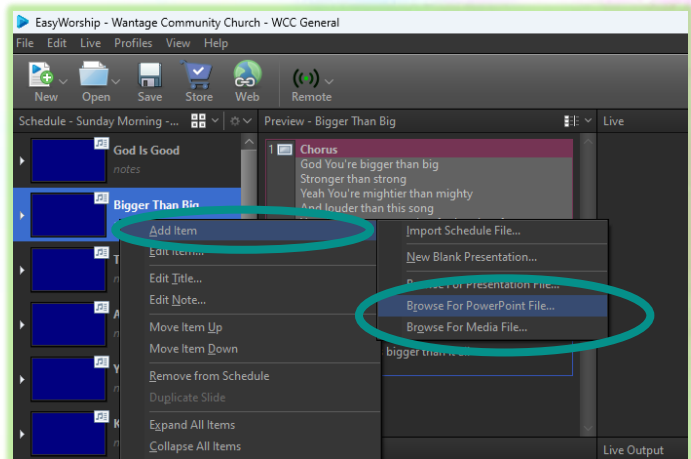 EasyWorship - Wantage Community Church - WCC General
File Edit Live Profiles View Help
New Open Save Store Web Remote
Schedule - Sunday Morning -... Preview - Bigger Than Big Live
God Is Good
notes
1 Chorus
God You're bigger than big
Stronger than strong
Yeah You're mightier than mighty
And louder than this song
Bigger Than Big
Add Item
Edit Item...
Edit Title...
Edit Note...
Move Item Up
Move Item Down
Remove from Schedule
Duplicate Slide
Expand All Items
Collapse All Items
Import Schedule File...
New Blank Presentation...
Browse For Presentation File...
Browse For PowerPoint File...
Browse For Media File...
bigger than
Live Output